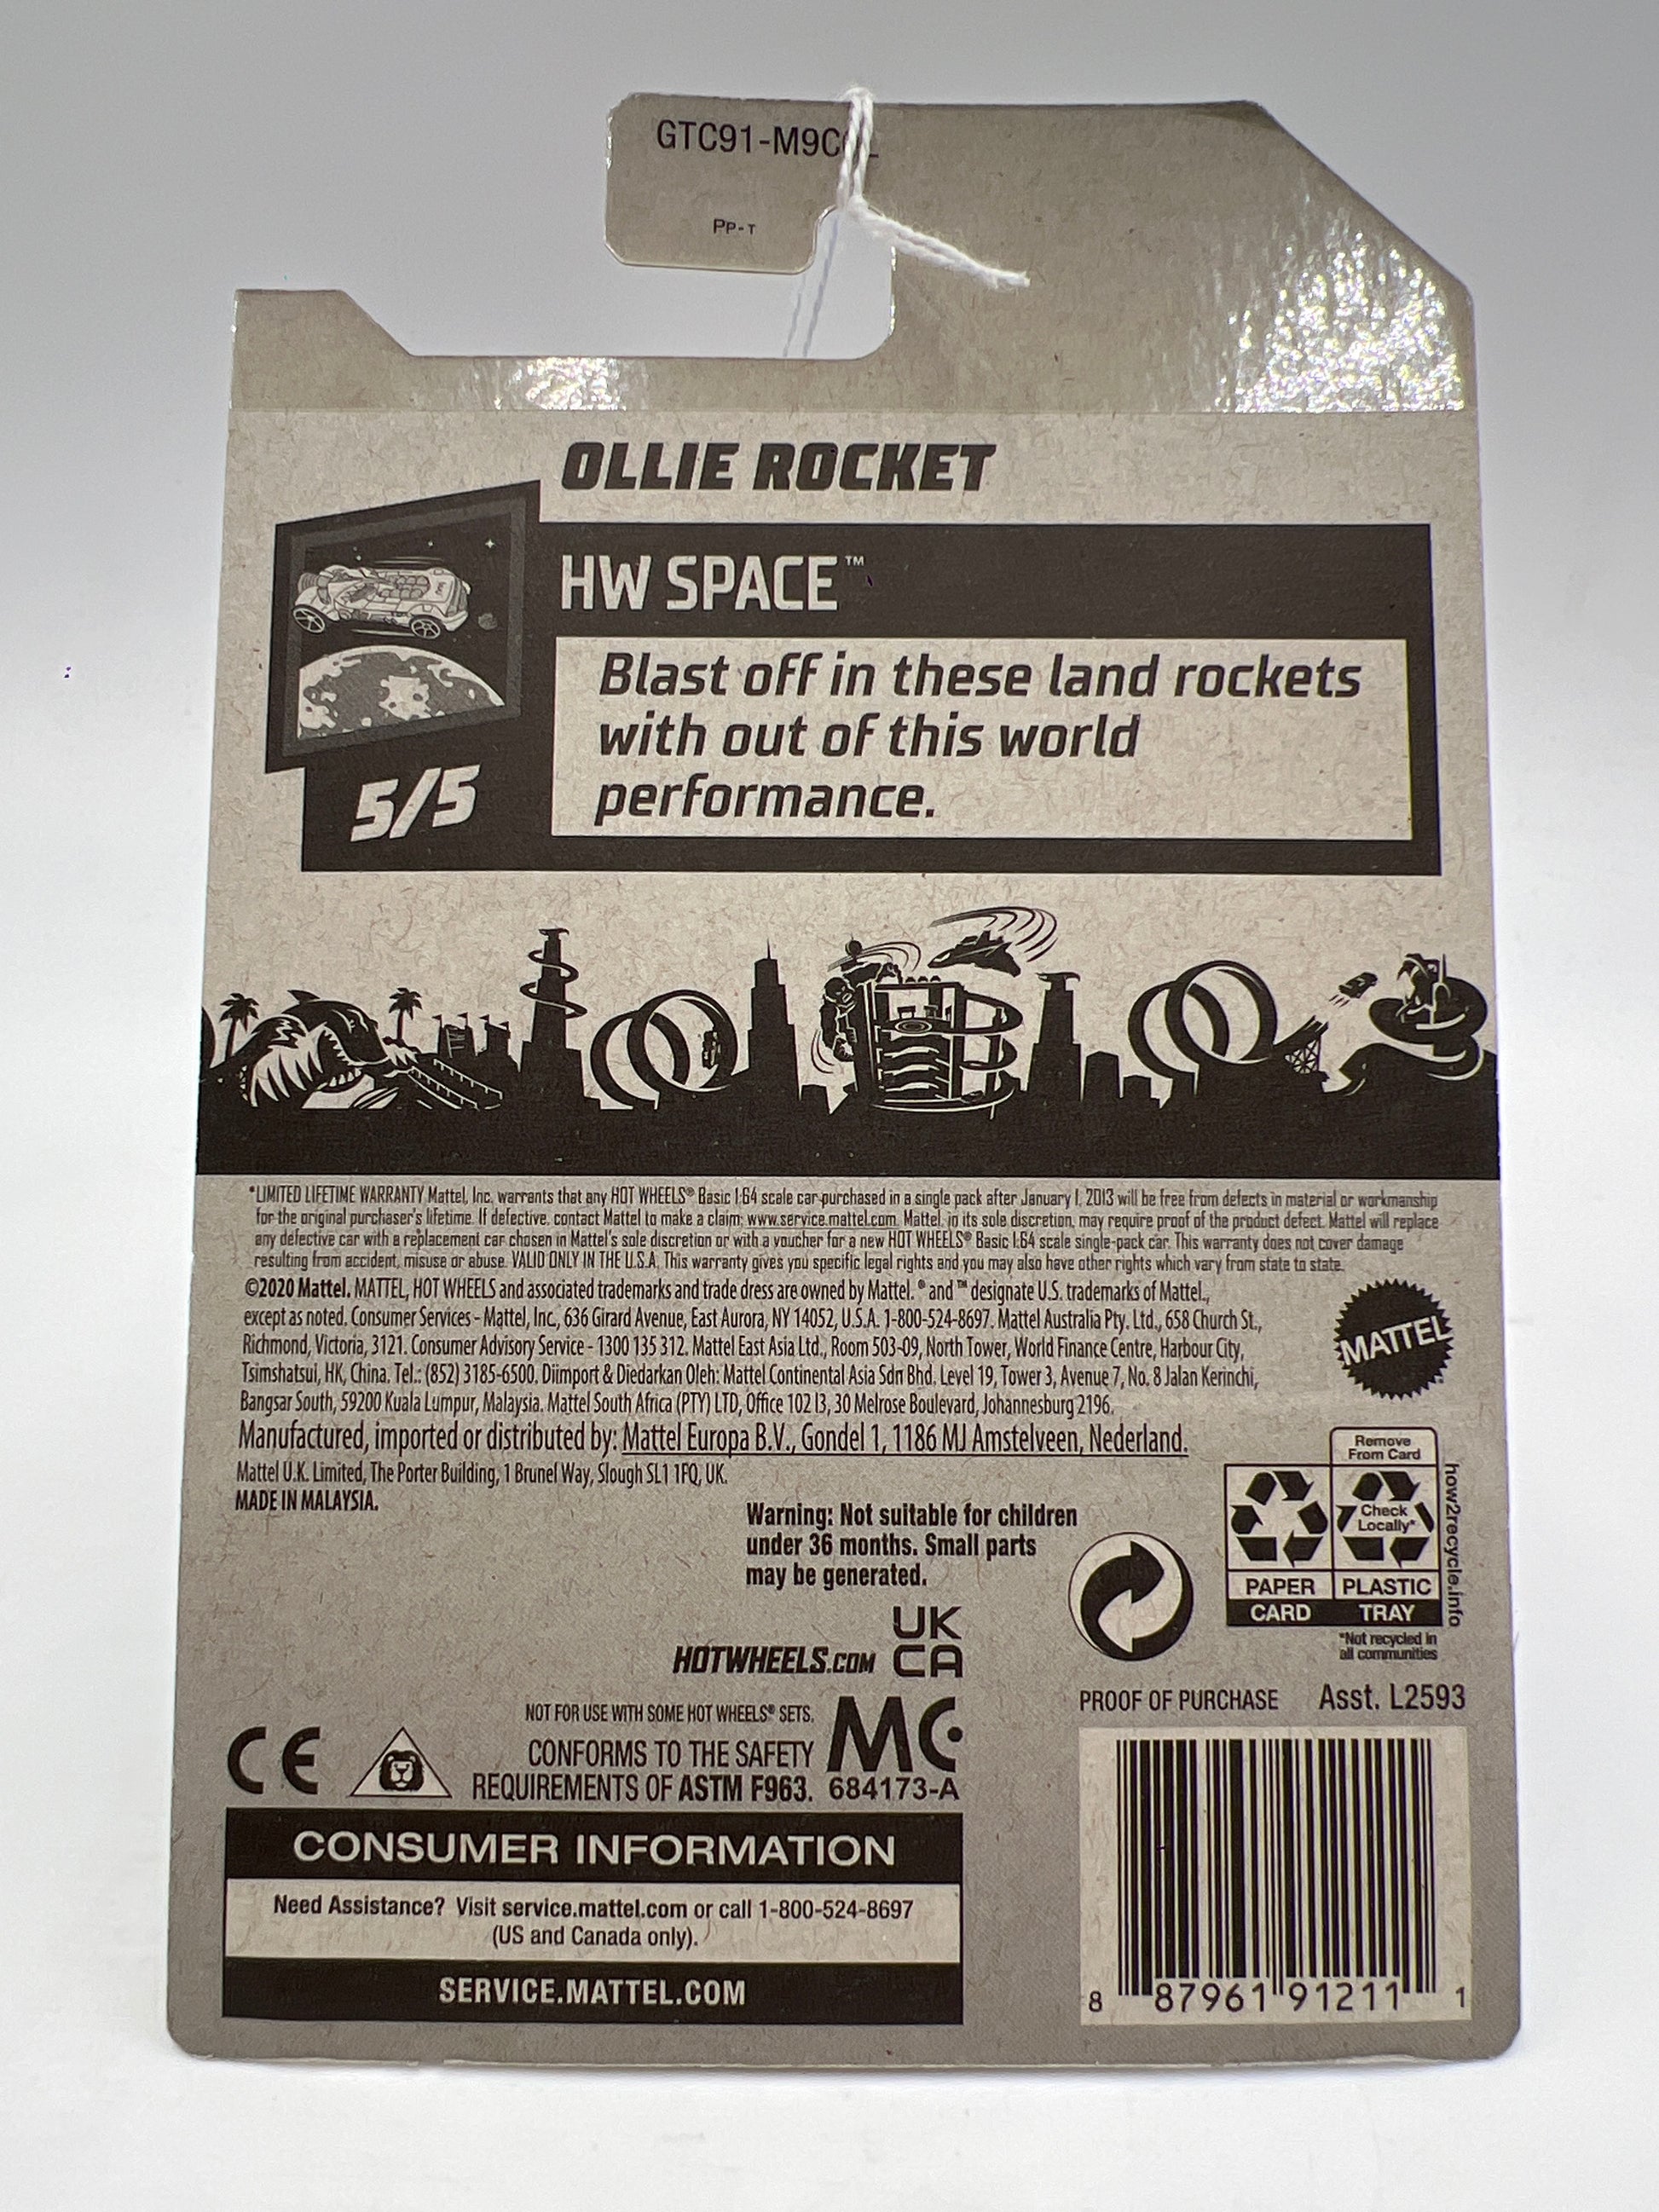 GTC91-M9C
PP-T
OLLIE ROCKET
HW SPACE™
Blast off in these land rockets
with out of this world
performance.
5/5
*LIMITED LIFETIME WARRANTY Mattel, Inc. warrants that any HOT WHEELS® Basic 1:64 scale car purchased in a single pack after January 1, 2013 will be free from defects in material or workmanship
for the original purchaser's lifetime. If defective, contact Mattel to make a claim: www.service.mattel.com. Mattel, in its sole discretion, may require proof of the product defect. Mattel will replace
any defective car with a replacement car chosen in Mattel's sole discretion or with a voucher for a new HOT WHEELS® Basic 1:64 scale single-pack car. This warranty does not cover damage
resulting from accident, misuse or abuse. VALID ONLY IN THE U.S.A. This warranty gives you specific legal rights and you may also have other rights which vary from state to state.
©2020 Mattel. MATTEL, HOT WHEELS and associated trademarks and trade dress are owned by Mattel. ® and ™ designate U.S. trademarks of Mattel.,
except as noted. Consumer Services - Mattel, Inc., 636 Girard Avenue, East Aurora, NY 14052, U.S.A. 1-800-524-8697. Mattel Australia Pty. Ltd., 658 Church St.,
Richmond, Victoria, 3121. Consumer Advisory Service - 1300 135 312. Mattel East Asia Ltd., Room 503-09, North Tower, World Finance Centre, Harbour City,
Tsimshatsui, HK, China. Tel.: (852) 3185-6500. Diimport & Diedarkan Oleh: Mattel Continental Asia Sdn Bhd. Level 19, Tower 3, Avenue 7, No. 8 Jalan Kerinchi,
Bangsar South, 59200 Kuala Lumpur, Malaysia. Mattel South Africa (PTY) LTD, Office 102 I3, 30 Melrose Boulevard, Johannesburg 2196.
MATTEL
Manufactured, imported or distributed by: Mattel Europa B.V., Gondel 1, 1186 MJ Amstelveen, Nederland.
Mattel U.K. Limited, The Porter Building, 1 Brunel Way, Slough SL1 1FQ, UK.
MADE IN MALAYSIA.
Remove
From Card
Check
Locally*
PAPER PLASTIC
CARD TRAY
how2recycle.info
*Not recycled in
all communities
Warning: Not suitable for children
under 36 months. Small parts
may be generated.
UK
CA
HOTWHEELS.COM
NOT FOR USE WITH SOME HOT WHEELS® SETS.
CONFORMS TO THE SAFETY
REQUIREMENTS OF ASTM F963.
MC
684173-A
CE
PROOF OF PURCHASE Asst. L2593
CONSUMER INFORMATION
Need Assistance? Visit service.mattel.com or call 1-800-524-8697
(US and Canada only).
SERVICE.MATTEL.COM
8 87961 91211 1